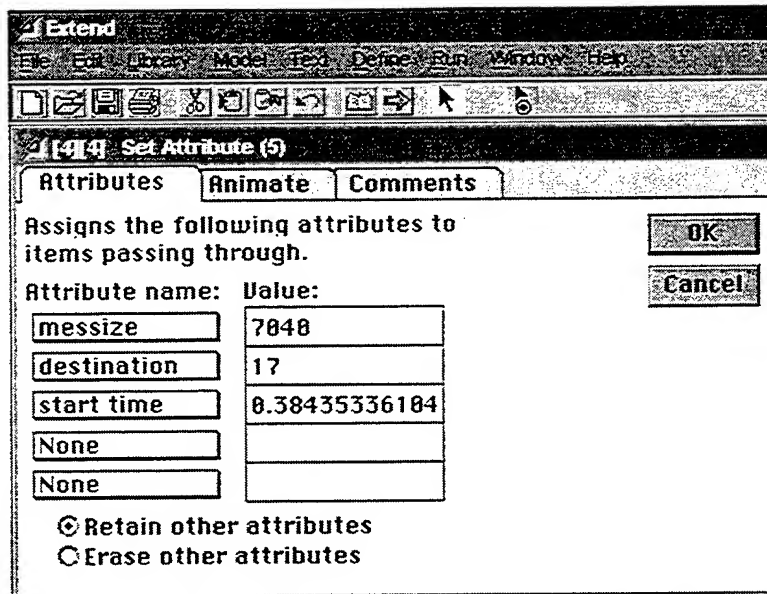 Extend
File Edit Library Model Text Define Run Window Help
[4][4] Set Attribute (5)
Attributes Animate Comments
Assigns the following attributes to
items passing through.
OK
Cancel
Attribute name: Value:
messize 7040
destination 17
start time 0.38435336104
None
None
Retain other attributes
Erase other attributes